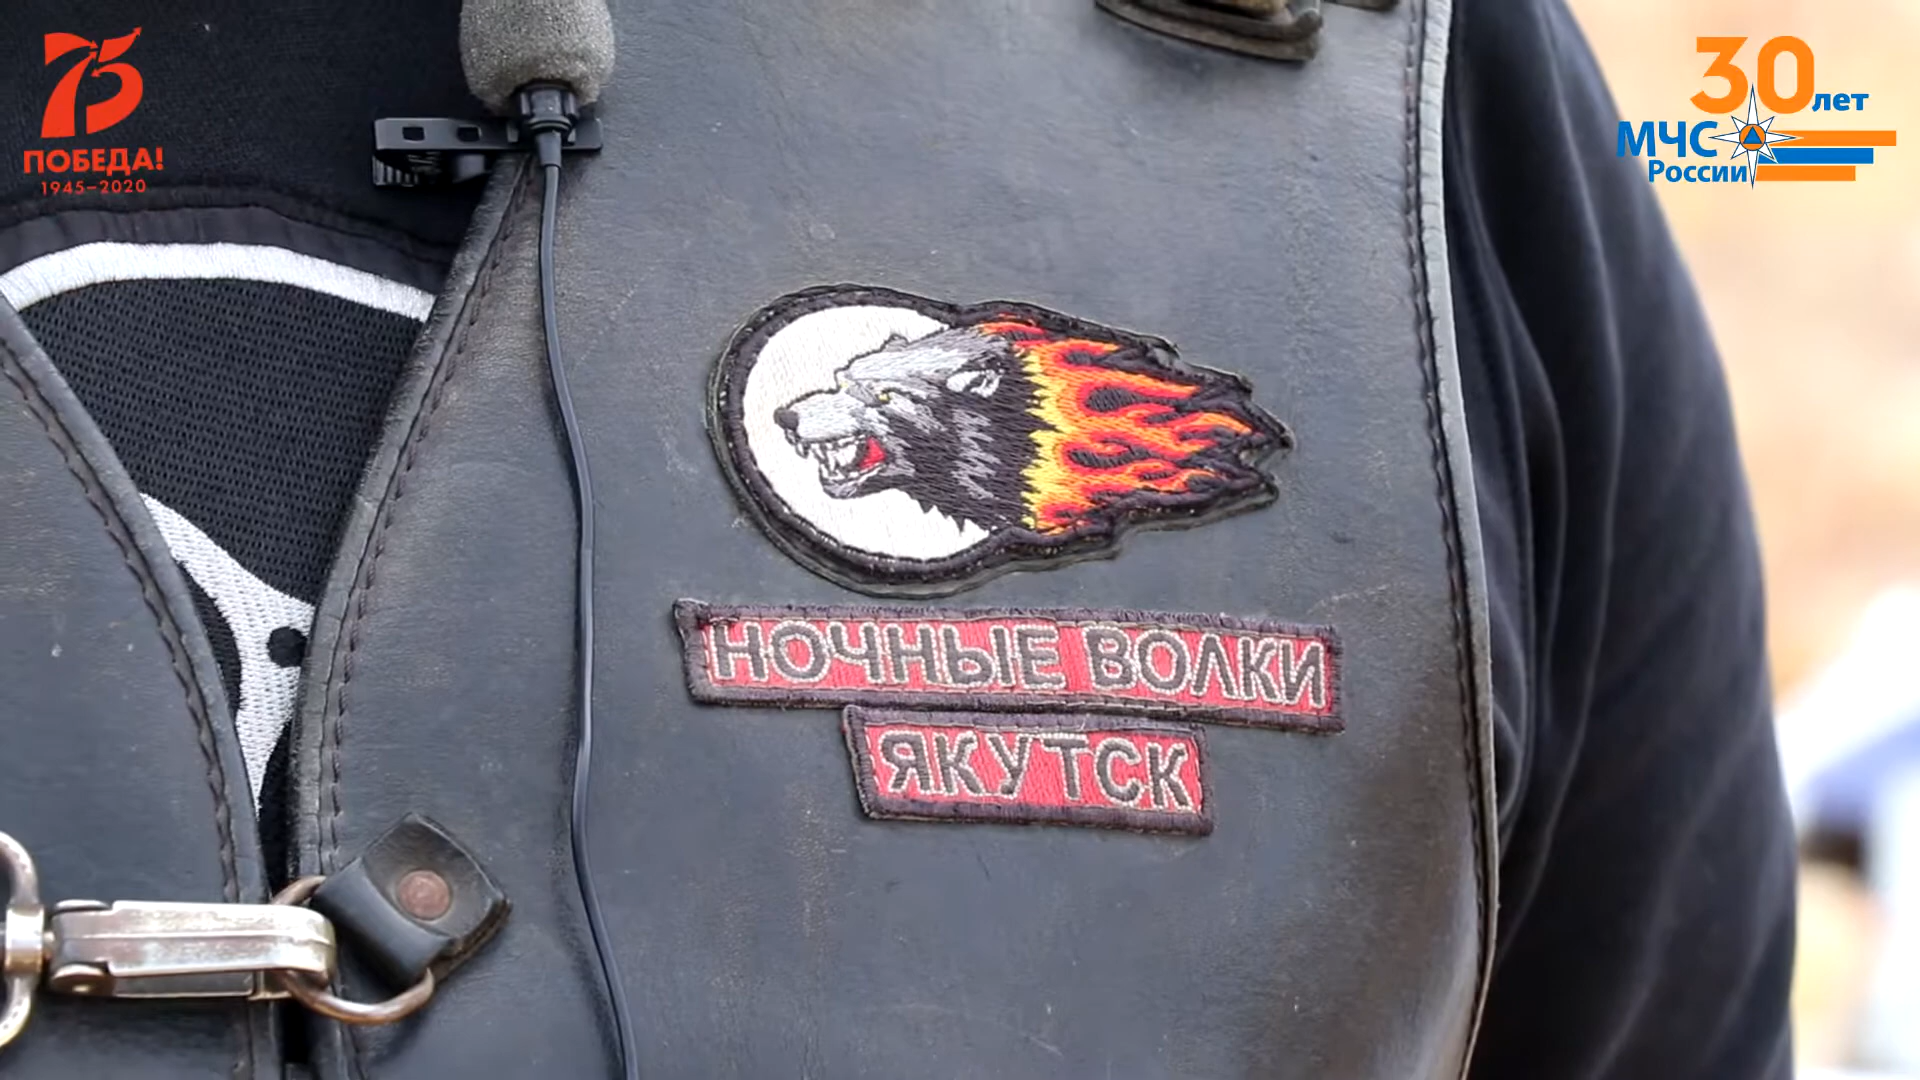 75
ПОБЕДА!
1945–2020
30 лет
МЧС
России
НОЧНЫЕ ВОЛКИ
ЯКУТСК